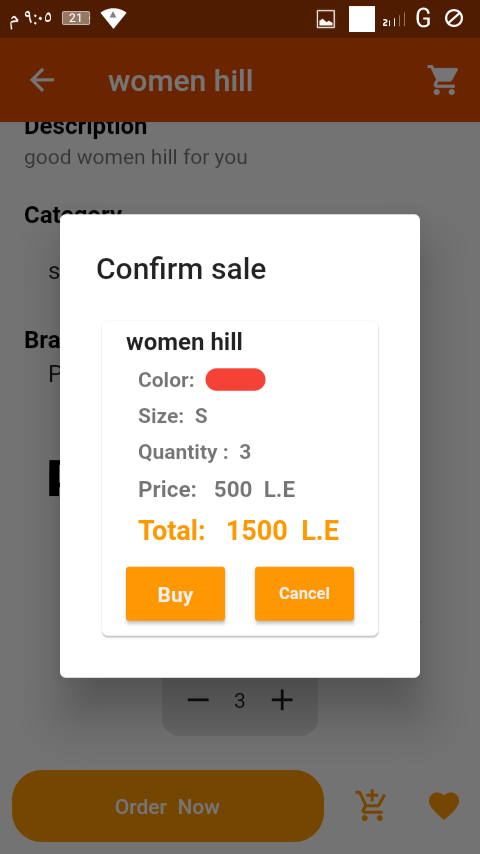 ٩:٠٥ م
21
2
G
women hill
Description
good women hill for you
Category
s
Bra
P
Confirm sale
women hill
Color:
Size: S
Quantity : 3
Price: 500 L.E
Total: 1500 L.E
Buy
Cancel
3
Order Now